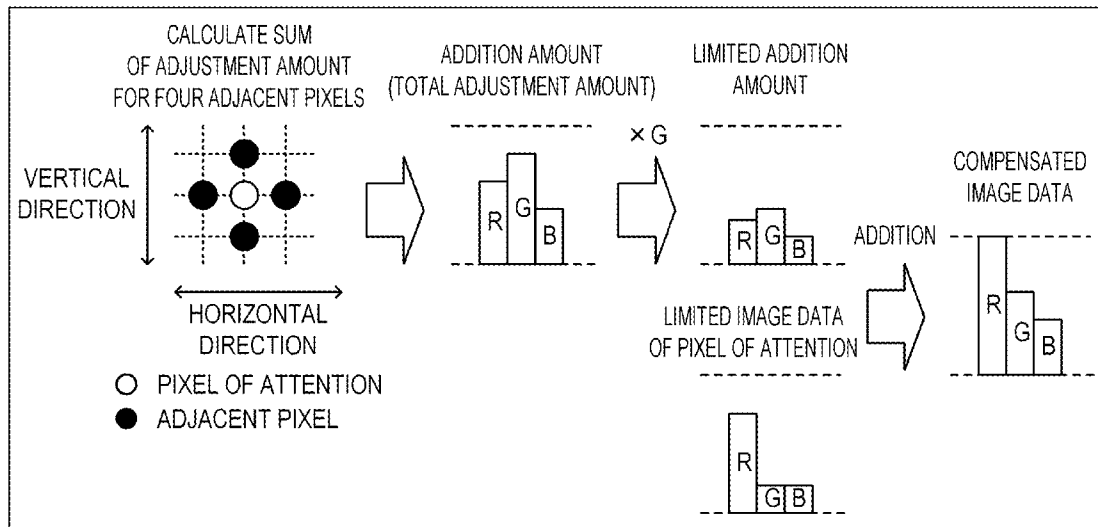 CALCULATE SUM
OF ADJUSTMENT AMOUNT
FOR FOUR ADJACENT PIXELS
VERTICAL
DIRECTION
HORIZONTAL
DIRECTION
PIXEL OF ATTENTION
ADJACENT PIXEL
ADDITION AMOUNT
(TOTAL ADJUSTMENT AMOUNT)
R G B
× G
LIMITED ADDITION
AMOUNT
R G B
LIMITED IMAGE DATA
OF PIXEL OF ATTENTION
R G B
ADDITION
COMPENSATED
IMAGE DATA
R G B